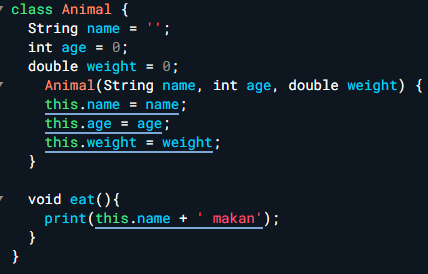 class Animal {
  String name = '';
  int age = 0;
  double weight = 0;
    Animal(String name, int age, double weight) {
    this.name = name;
    this.age = age;
    this.weight = weight;
  }

  void eat(){
    print(this.name + ' makan');
  }
}